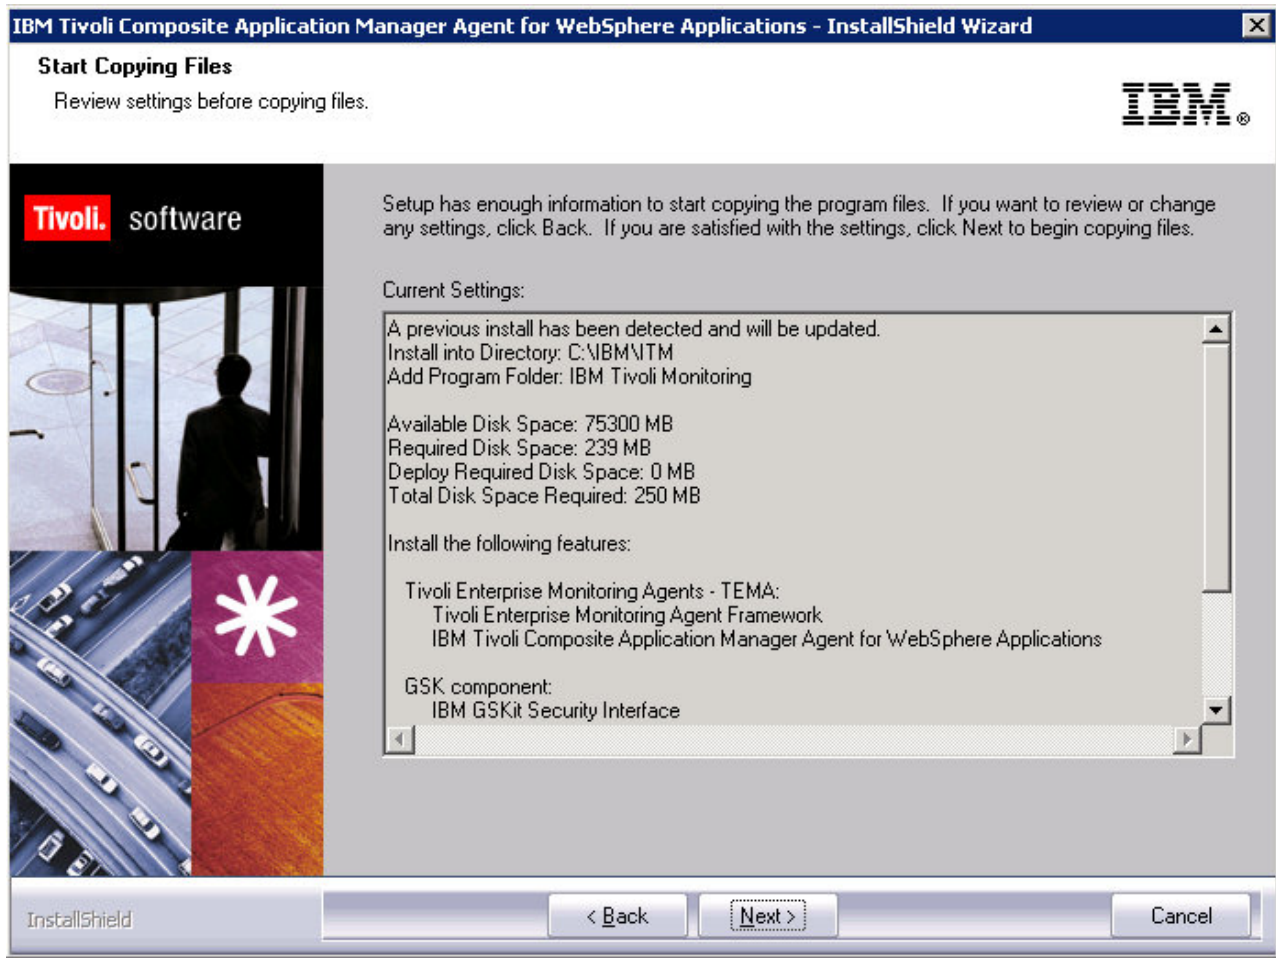 IBM Tivoli Composite Application Manager Agent for WebSphere Applications - InstallShield Wizard
Start Copying Files
Review settings before copying files.
IBM®
Tivoli. software
Setup has enough information to start copying the program files.  If you want to review or change
any settings, click Back.  If you are satisfied with the settings, click Next to begin copying files.
Current Settings:
A previous install has been detected and will be updated.
Install into Directory: C:\IBM\ITM
Add Program Folder: IBM Tivoli Monitoring
Available Disk Space: 75300 MB
Required Disk Space: 239 MB
Deploy Required Disk Space: 0 MB
Total Disk Space Required: 250 MB
Install the following features:
Tivoli Enterprise Monitoring Agents - TEMA:
Tivoli Enterprise Monitoring Agent Framework
IBM Tivoli Composite Application Manager Agent for WebSphere Applications
GSK component:
IBM GSKit Security Interface
InstallShield
< Back
Next >
Cancel